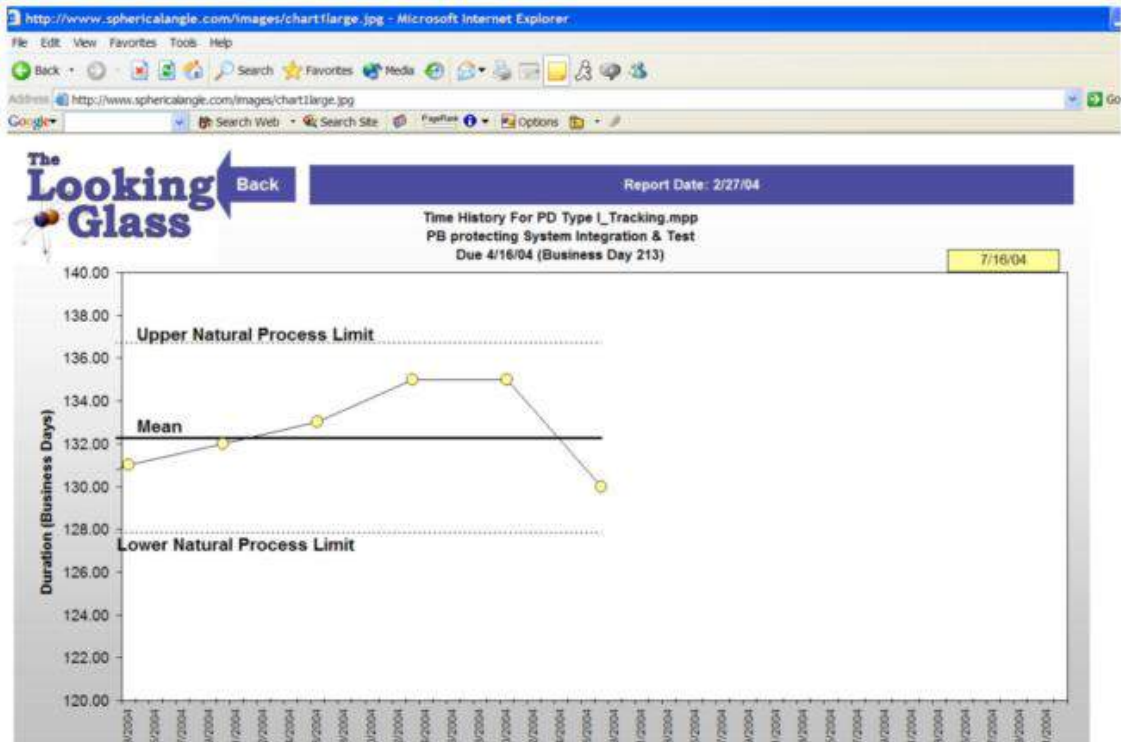 http://www.sphericalangle.com/images/chart1large.jpg - Microsoft Internet Explorer
File Edit View Favorites Tools Help
Back Search Favorites Media
Address http://www.sphericalangle.com/images/chart1large.jpg Go
Google Search Web Search Site PageRank Options
The
Looking
Glass
Back
Report Date: 2/27/04
Time History For PD Type I_Tracking.mpp
PB protecting System Integration & Test
Due 4/16/04 (Business Day 213)
7/16/04
140.00
138.00
Upper Natural Process Limit
136.00
134.00
Mean
132.00
130.00
128.00
Lower Natural Process Limit
126.00
124.00
122.00
120.00
Duration (Business Days)